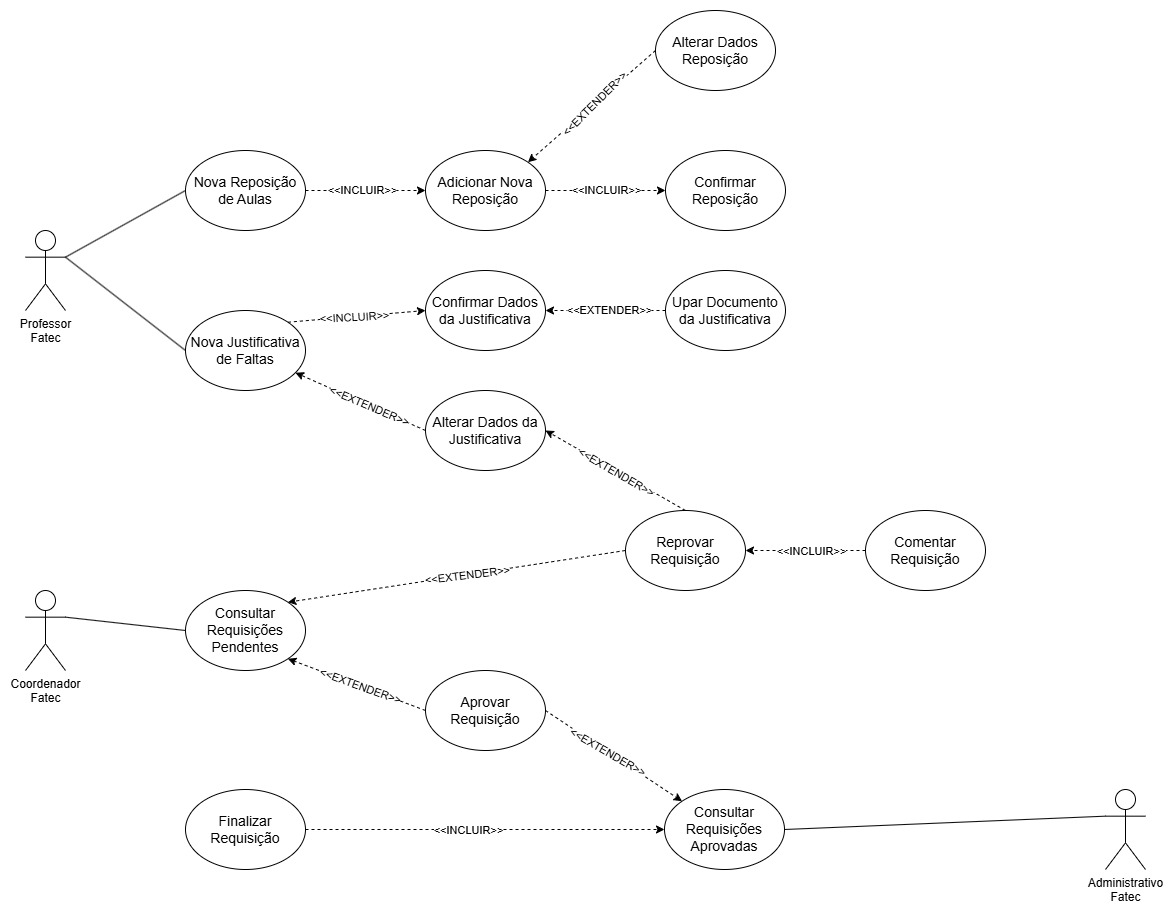 Alterar Dados
Reposição
<<EXTENDER>>
Nova Reposição
de Aulas
<<INCLUIR>>
Adicionar Nova
Reposição
<<INCLUIR>>
Confirmar
Reposição
Professor
Fatec
Confirmar Dados
da Justificativa
<<EXTENDER>>
Upar Documento
da Justificativa
<<INCLUIR>>
Nova Justificativa
de Faltas
<<EXTENDER>>
Alterar Dados da
Justificativa
<<EXTENDER>>
Reprovar
Requisição
<<INCLUIR>>
Comentar
Requisição
<<EXTENDER>>
Consultar
Requisições
Pendentes
Coordenador
Fatec
<<EXTENDER>>
Aprovar
Requisição
<<EXTENDER>>
Finalizar
Requisição
<<INCLUIR>>
Consultar
Requisições
Aprovadas
Administrativo
Fatec